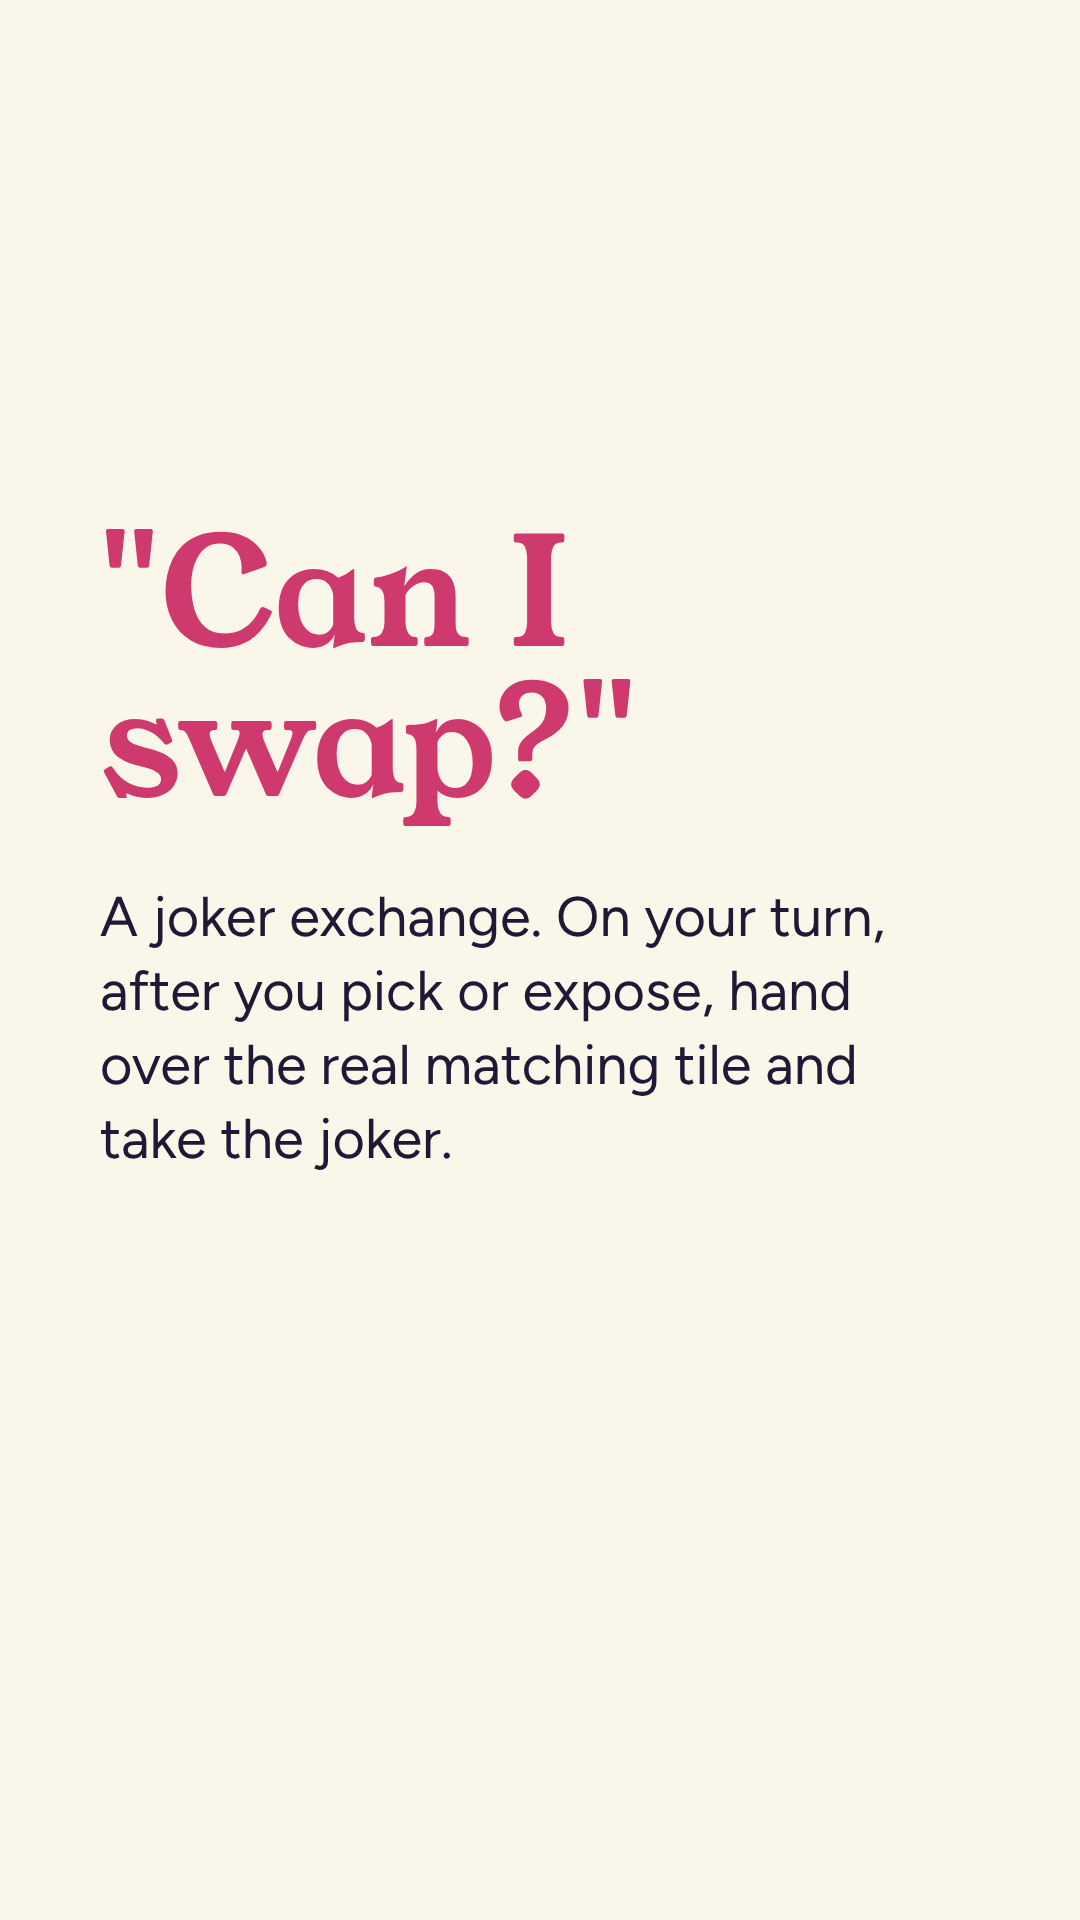 "Can I
swap?"
A joker exchange. On your turn,
after you pick or expose, hand
over the real matching tile and
take the joker.